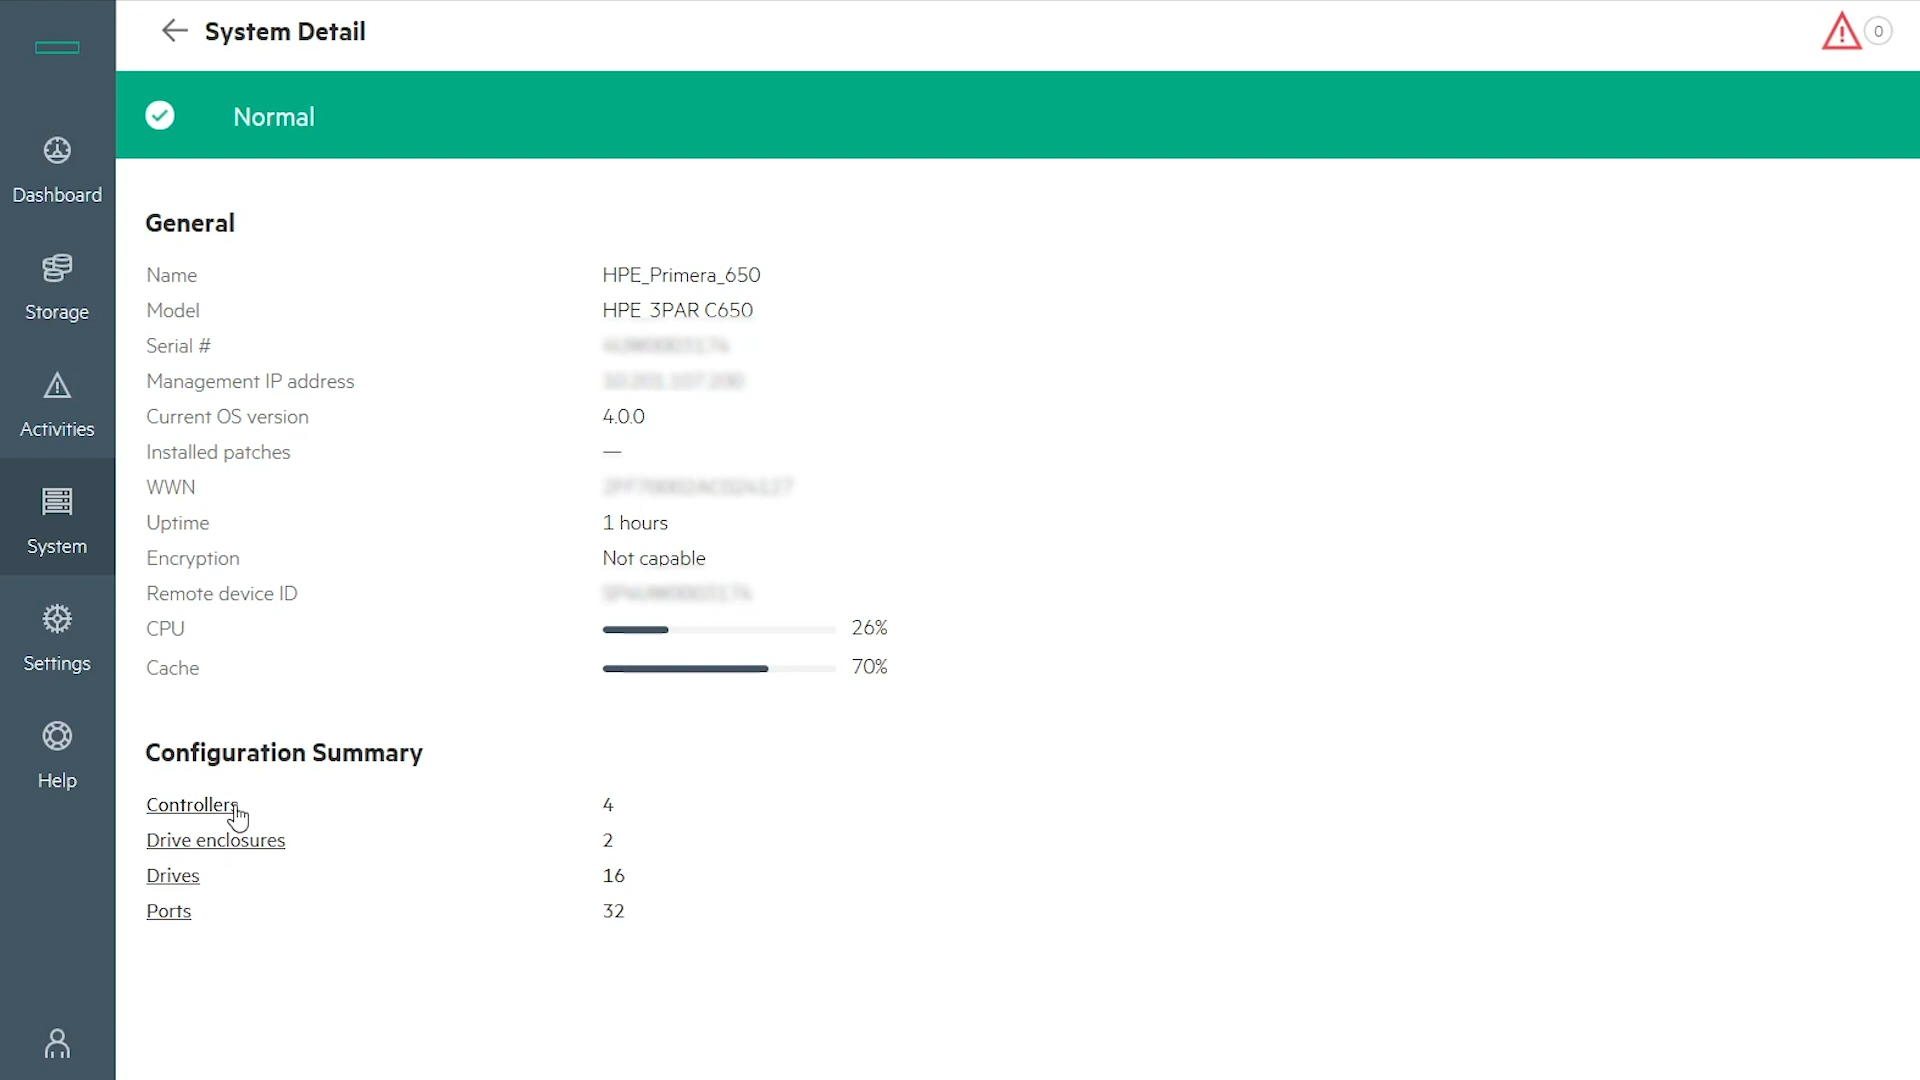 System Detail
0
Normal
Dashboard
Storage
Activities
System
Settings
Help
General
Name HPE_Primera_650
Model HPE_3PAR C650
Serial #
Management IP address
Current OS version 4.0.0
Installed patches —
WWN
Uptime 1 hours
Encryption Not capable
Remote device ID
CPU 26%
Cache 70%
Configuration Summary
Controllers 4
Drive enclosures 2
Drives 16
Ports 32